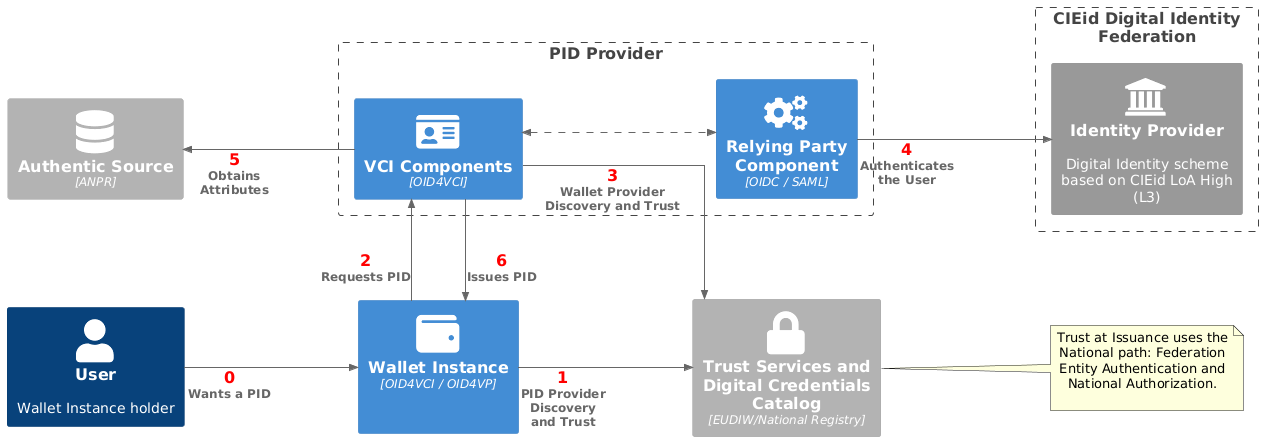 CIEid Digital Identity
Federation
PID Provider
Identity Provider
Digital Identity scheme
based on CIEid LoA High
(L3)
Authentic Source
[ANPR]
5
Obtains
Attributes
VCI Components
[OID4VCI]
3
Wallet Provider
Discovery and Trust
Relying Party
Component
[OIDC / SAML]
4
Authenticates
the User
2
Requests PID
6
Issues PID
User
Wallet Instance holder
0
Wants a PID
Wallet Instance
[OID4VCI / OID4VP]
1
PID Provider
Discovery
and Trust
Trust Services and
Digital Credentials
Catalog
[EUDIW/National Registry]
Trust at Issuance uses the
National path: Federation
Entity Authentication and
National Authorization.